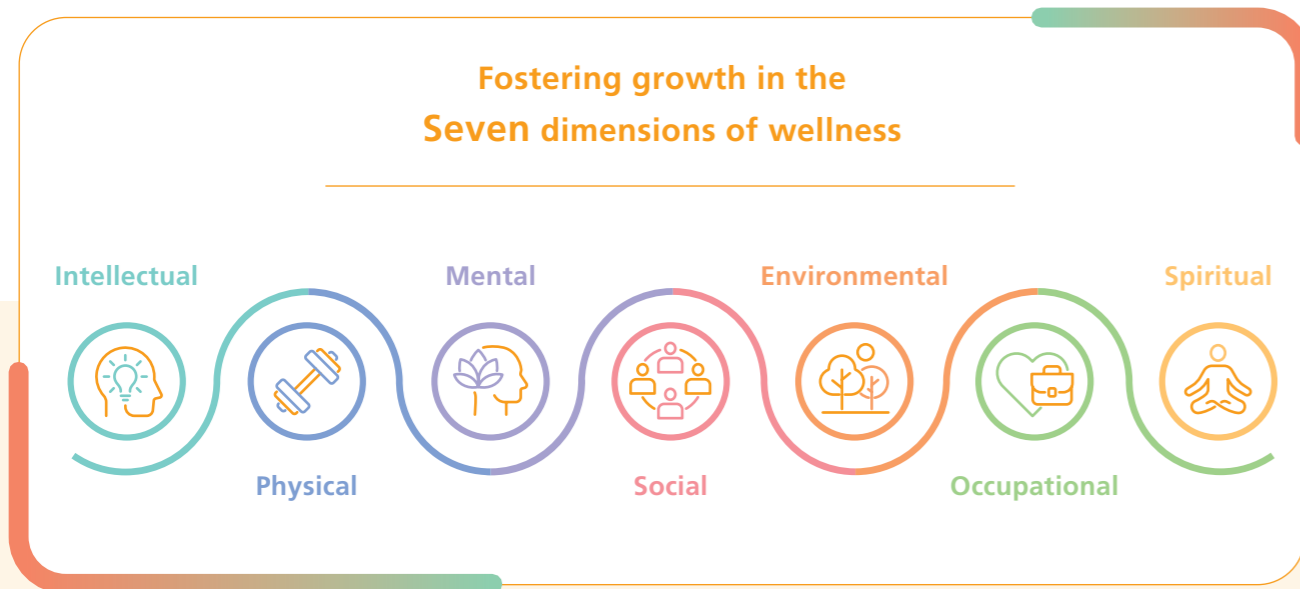 Fostering growth in the
Seven dimensions of wellness
Intellectual
Physical
Mental
Social
Environmental
Occupational
Spiritual